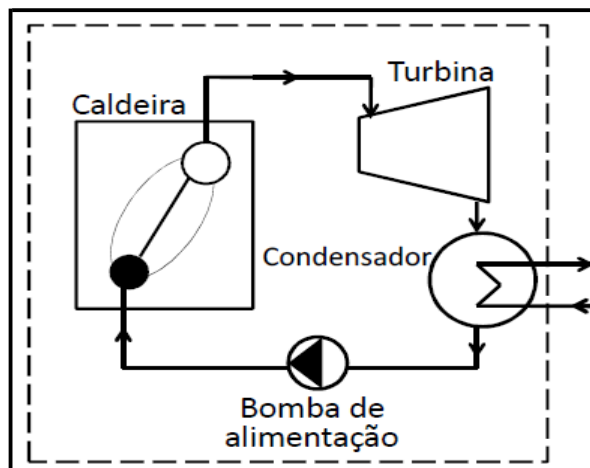 Turbina
Caldeira
Condensador
Bomba de
alimentação